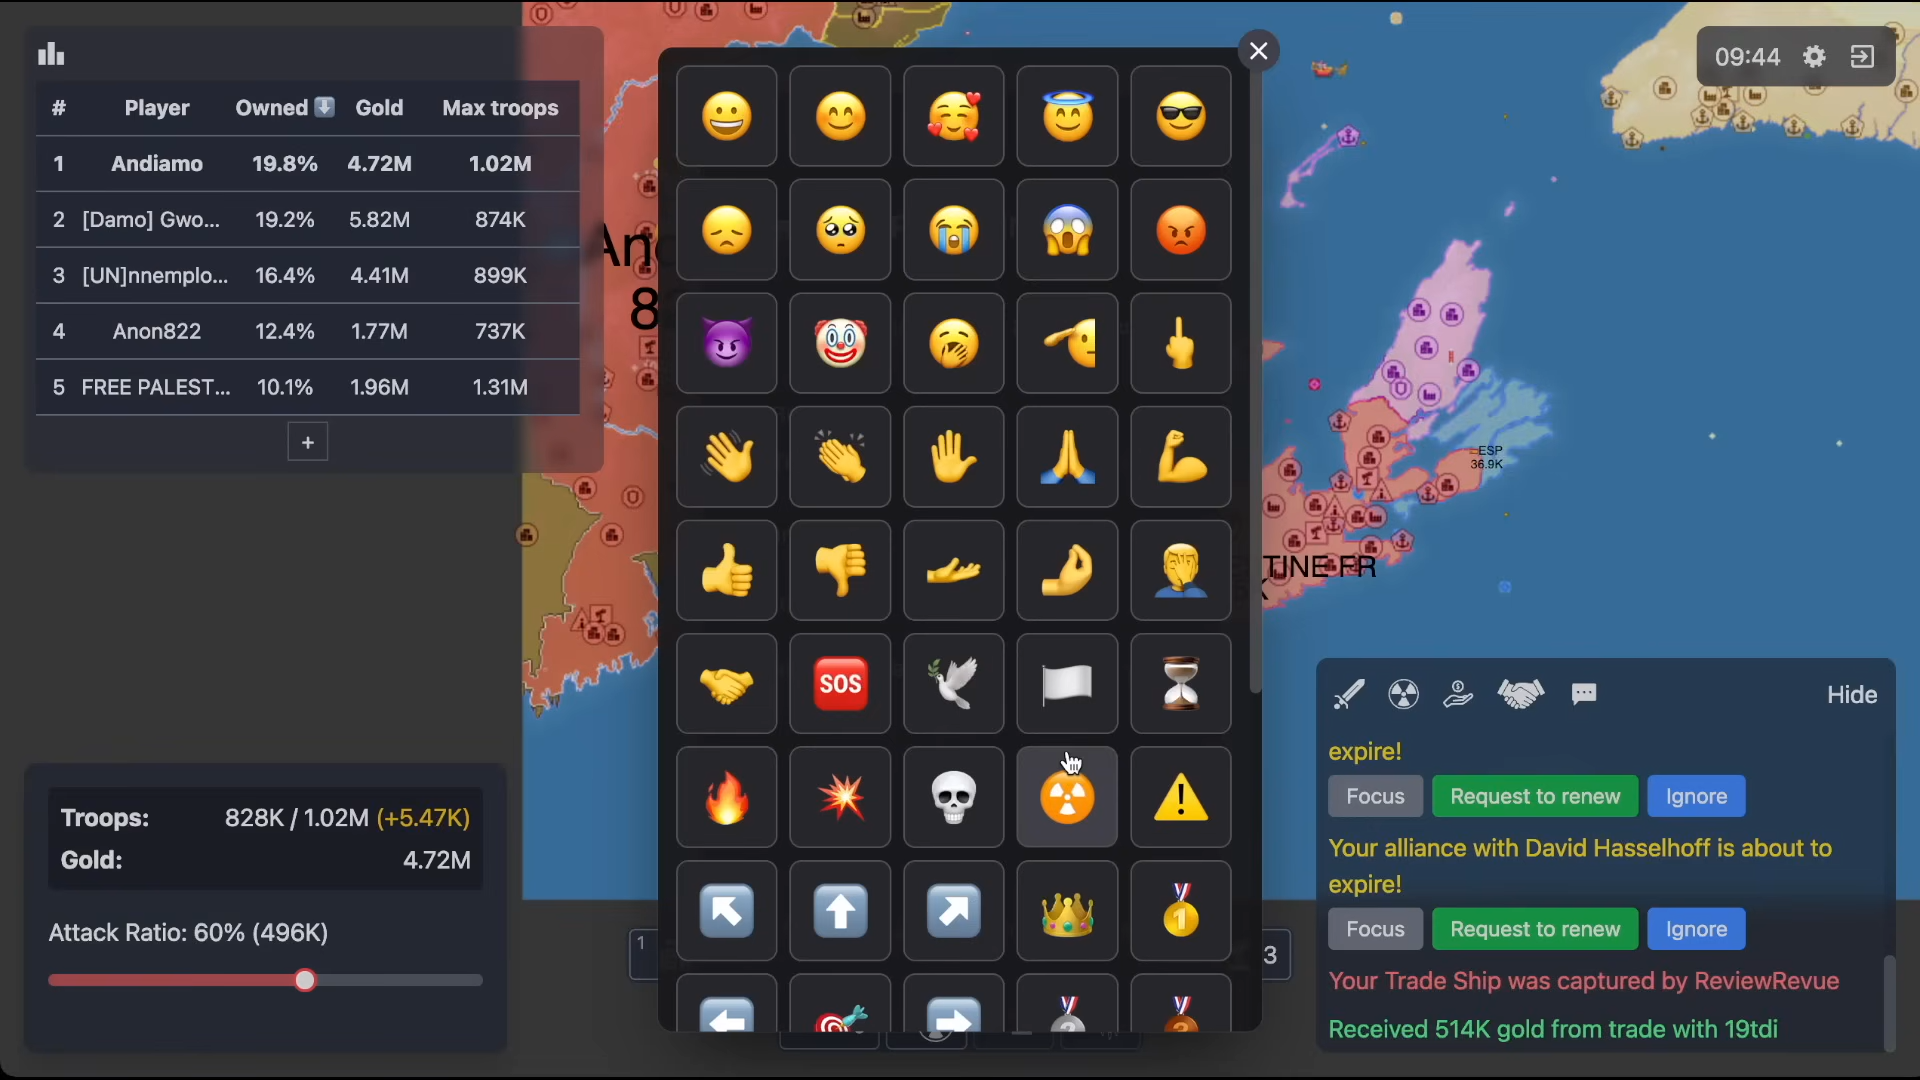 # Player Owned Gold Max troops
1 Andiamo 19.8% 4.72M 1.02M
2 [Damo] Gwo... 19.2% 5.82M 874K
3 [UN]nnemplo... 16.4% 4.41M 899K
4 Anon822 12.4% 1.77M 737K
5 FREE PALEST... 10.1% 1.96M 1.31M
+
09:44
An
8
SOS
1
ESP
36.9K
TINE FR
Troops: 828K / 1.02M (+5.47K)
Gold: 4.72M
Attack Ratio: 60% (496K)
1
3
Hide
expire!
Focus Request to renew Ignore
Your alliance with David Hasselhoff is about to
expire!
Focus Request to renew Ignore
Your Trade Ship was captured by ReviewRevue
Received 514K gold from trade with 19tdi